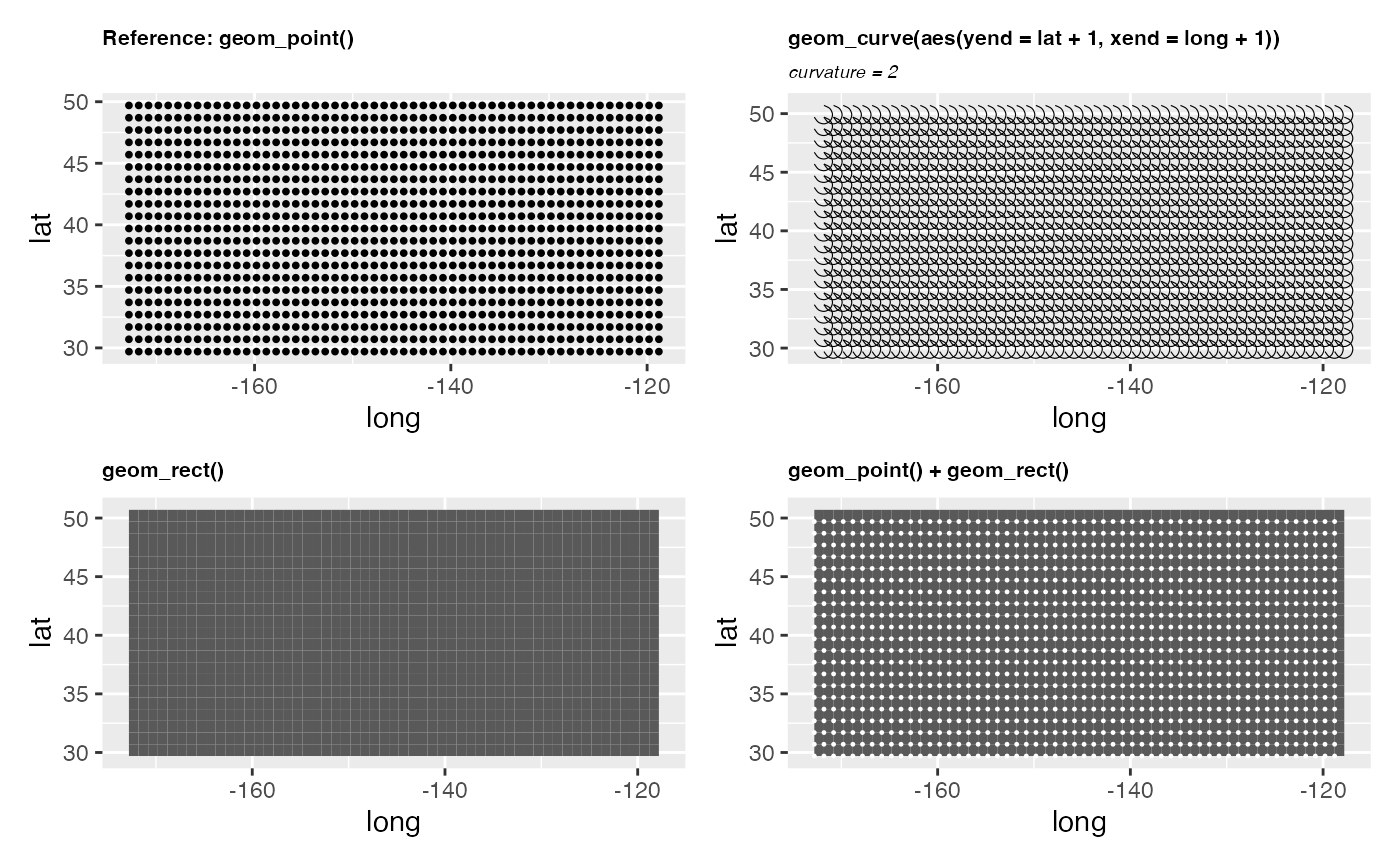 Reference: geom_point()
50
45
40
35
30
lat
-160
-140
-120
long
geom_curve(aes(yend = lat + 1, xend = long + 1))
curvature = 2
50
45
40
35
30
lat
-160
-140
-120
long
geom_rect()
50
45
40
35
30
lat
-160
-140
-120
long
geom_point() + geom_rect()
50
45
40
35
30
lat
-160
-140
-120
long